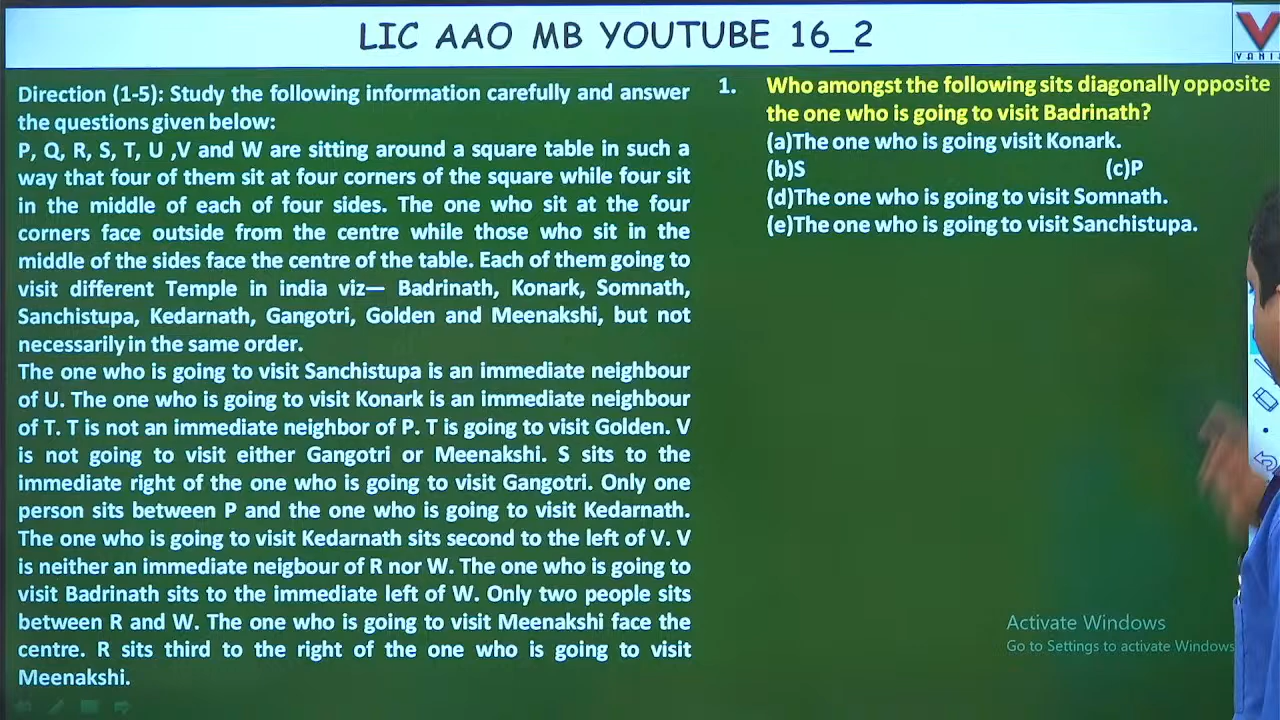 LIC AAO MB YOUTUBE 16_2
V
Direction (1-5): Study the following information carefully and answer
the questions given below:
P, Q, R, S, T, U ,V and W are sitting around a square table in such a
way that four of them sit at four corners of the square while four sit
in the middle of each of four sides. The one who sit at the four
corners face outside from the centre while those who sit in the
middle of the sides face the centre of the table. Each of them going to
visit different Temple in india viz— Badrinath, Konark, Somnath,
Sanchistupa, Kedarnath, Gangotri, Golden and Meenakshi, but not
necessarily in the same order.
The one who is going to visit Sanchistupa is an immediate neighbour
of U. The one who is going to visit Konark is an immediate neighbour
of T. T is not an immediate neighbor of P. T is going to visit Golden. V
is not going to visit either Gangotri or Meenakshi. S sits to the
immediate right of the one who is going to visit Gangotri. Only one
person sits between P and the one who is going to visit Kedarnath.
The one who is going to visit Kedarnath sits second to the left of V. V
is neither an immediate neigbour of R nor W. The one who is going to
visit Badrinath sits to the immediate left of W. Only two people sits
between R and W. The one who is going to visit Meenakshi face the
centre. R sits third to the right of the one who is going to visit
Meenakshi.
1. Who amongst the following sits diagonally opposite
the one who is going to visit Badrinath?
(a)The one who is going visit Konark.
(b)S (c)P
(d)The one who is going to visit Somnath.
(e)The one who is going to visit Sanchistupa.
Activate Windows
Go to Settings to activate Windows